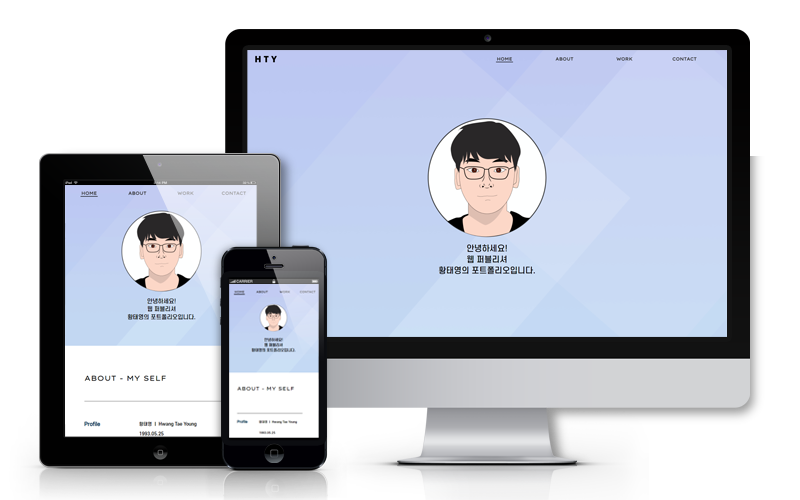 HTY
HOME ABOUT WORK CONTACT
안녕하세요!
웹 퍼블리셔
황태영의 포트폴리오입니다.
iPad
HOME ABOUT WORK CONTACT
안녕하세요!
웹 퍼블리셔
황태영의 포트폴리오입니다.
ABOUT - MY SELF
Profile 황태영 | Hwang Tae Young
1993.05.25
CARRIER
HOME ABOUT WORK CONTACT
안녕하세요!
웹 퍼블리셔
황태영의 포트폴리오입니다.
ABOUT - MY SELF
Profile 황태영 | Hwang Tae Young
1993.05.25